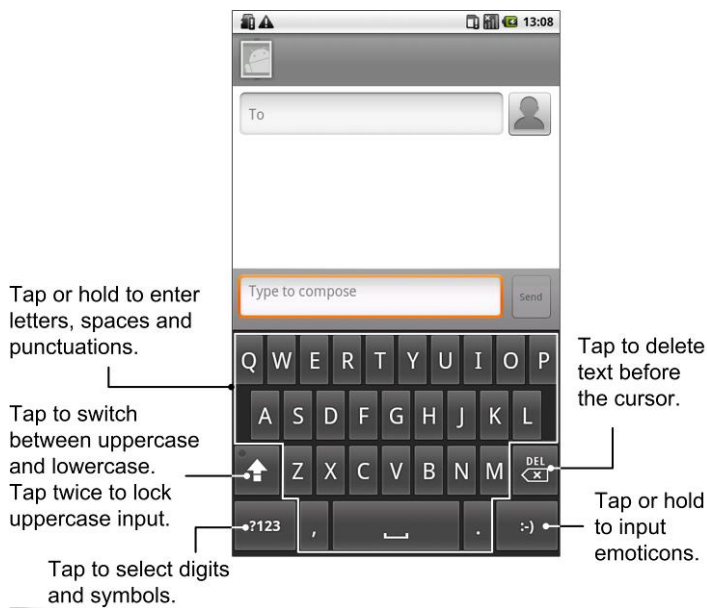 13:08
To
Type to compose
Send
Tap or hold to enter
letters, spaces and
punctuations.
Q W E R T Y U I O P
A S D F G H J K L
Z X C V B N M DEL
?123 , . :-)
Tap to switch
between uppercase
and lowercase.
Tap twice to lock
uppercase input.
Tap to select digits
and symbols.
Tap to delete
text before
the cursor.
Tap or hold
to input
emoticons.